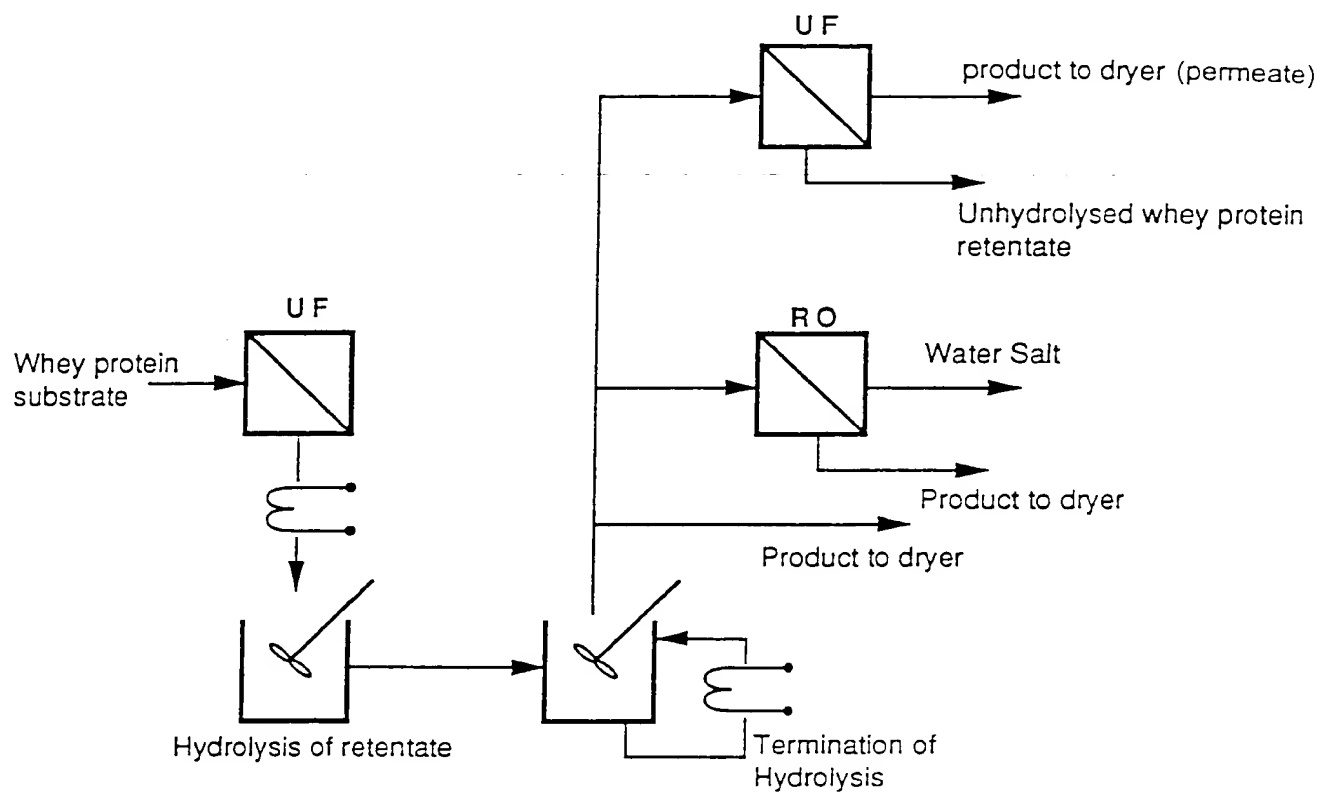 UF
product to dryer (permeate)
Unhydrolysed whey protein
retentate
UF
Whey protein
substrate
RO
Water Salt
Product to dryer
Product to dryer
Hydrolysis of retentate
Termination of
Hydrolysis